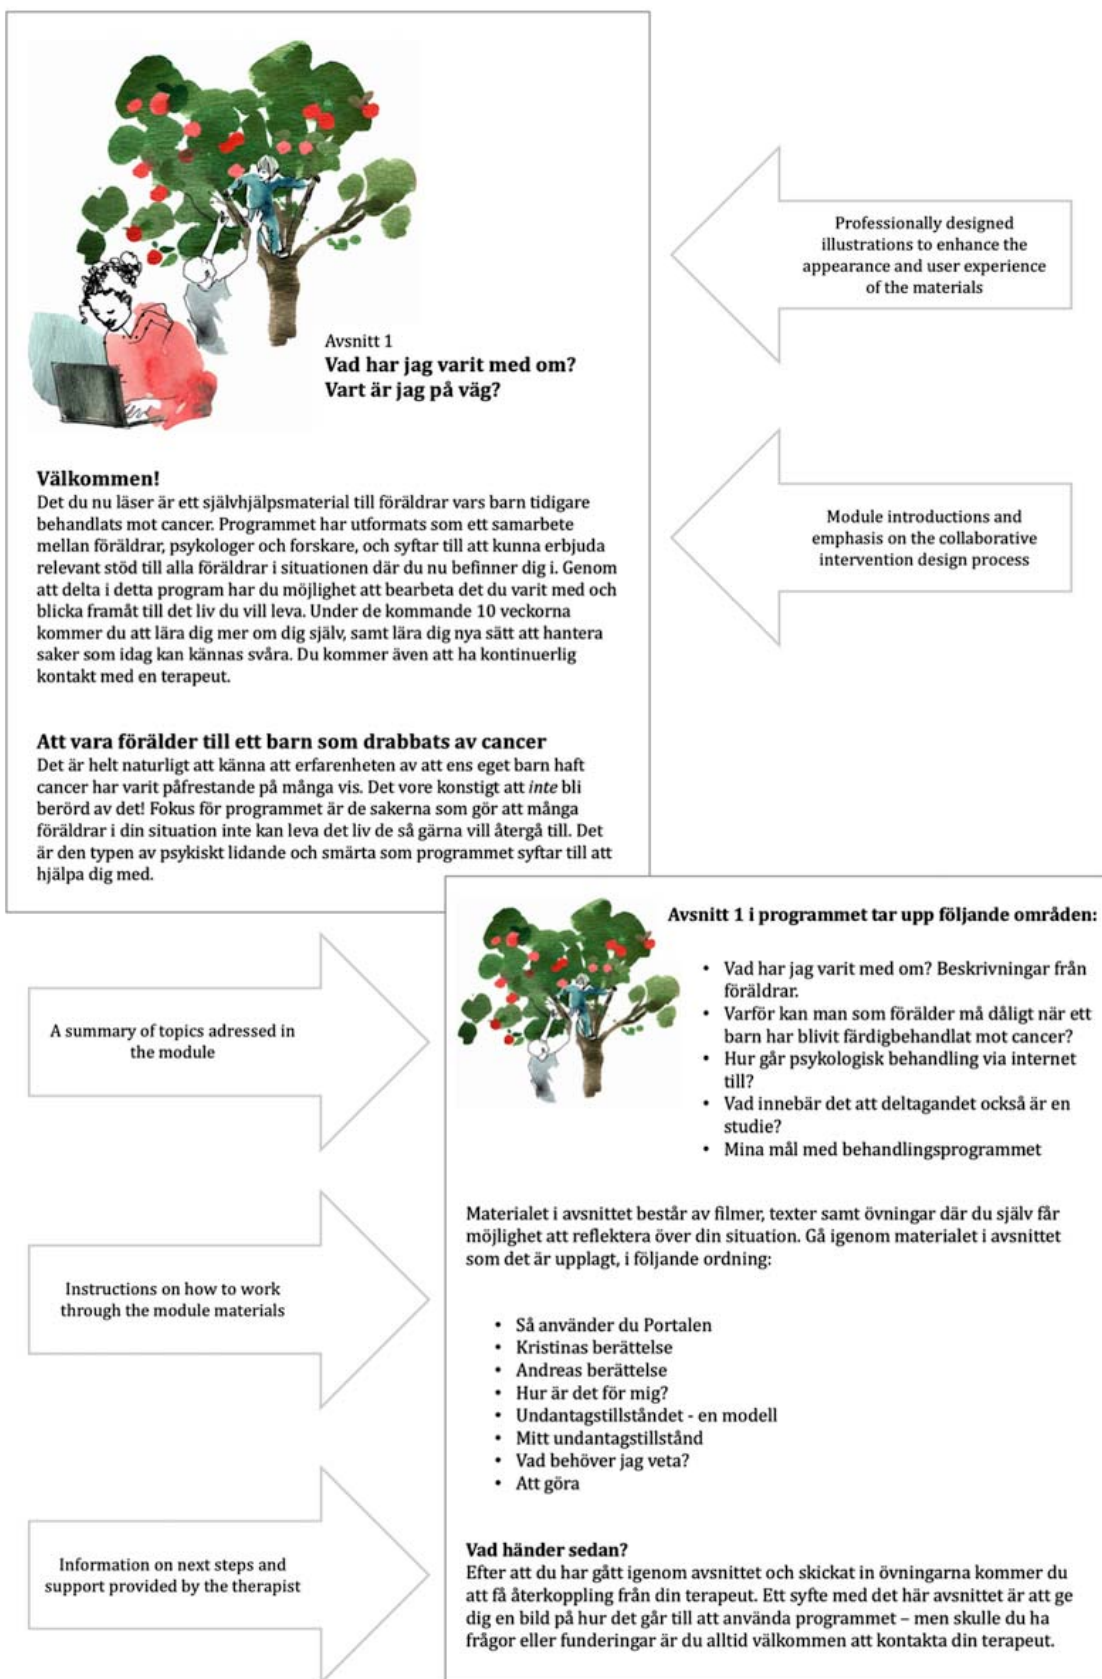 Avsnitt 1
Vad har jag varit med om?
Vart är jag på väg?
Välkommen!
Det du nu läser är ett självhjälpsmaterial till föräldrar vars barn tidigare
behandlats mot cancer. Programmet har utformats som ett samarbete
mellan föräldrar, psykologer och forskare, och syftar till att kunna erbjuda
relevant stöd till alla föräldrar i situationen där du nu befinner dig i. Genom
att delta i detta program har du möjlighet att bearbeta det du varit med och
blicka framåt till det liv du vill leva. Under de kommande 10 veckorna
kommer du att lära dig mer om dig själv, samt lära dig nya sätt att hantera
saker som idag kan kännas svåra. Du kommer även att ha kontinuerlig
kontakt med en terapeut.
Att vara förälder till ett barn som drabbats av cancer
Det är helt naturligt att känna att erfarenheten av att ens eget barn haft
cancer har varit påfrestande på många vis. Det vore konstigt att inte bli
berörd av det! Fokus för programmet är de sakerna som gör att många
föräldrar i din situation inte kan leva det liv de så gärna vill återgå till. Det
är den typen av psykiskt lidande och smärta som programmet syftar till att
hjälpa dig med.
Professionally designed
illustrations to enhance the
appearance and user experience
of the materials
Module introductions and
emphasis on the collaborative
intervention design process
A summary of topics adressed in
the module
Instructions on how to work
through the module materials
Information on next steps and
support provided by the therapist
Avsnitt 1 i programmet tar upp följande områden:
• Vad har jag varit med om? Beskrivningar från
föräldrar.
• Varför kan man som förälder må dåligt när ett
barn har blivit färdigbehandlat mot cancer?
• Hur går psykologisk behandling via internet
till?
• Vad innebär det att deltagandet också är en
studie?
• Mina mål med behandlingsprogrammet
Materialet i avsnittet består av filmer, texter samt övningar där du själv får
möjlighet att reflektera över din situation. Gå igenom materialet i avsnittet
som det är upplagt, i följande ordning:
• Så använder du Portalen
• Kristinas berättelse
• Andreas berättelse
• Hur är det för mig?
• Undantagstillståndet - en modell
• Mitt undantagstillstånd
• Vad behöver jag veta?
• Att göra
Vad händer sedan?
Efter att du har gått igenom avsnittet och skickat in övningarna kommer du
att få återkoppling från din terapeut. Ett syfte med det här avsnittet är att ge
dig en bild på hur det går till att använda programmet – men skulle du ha
frågor eller funderingar är du alltid välkommen att kontakta din terapeut.